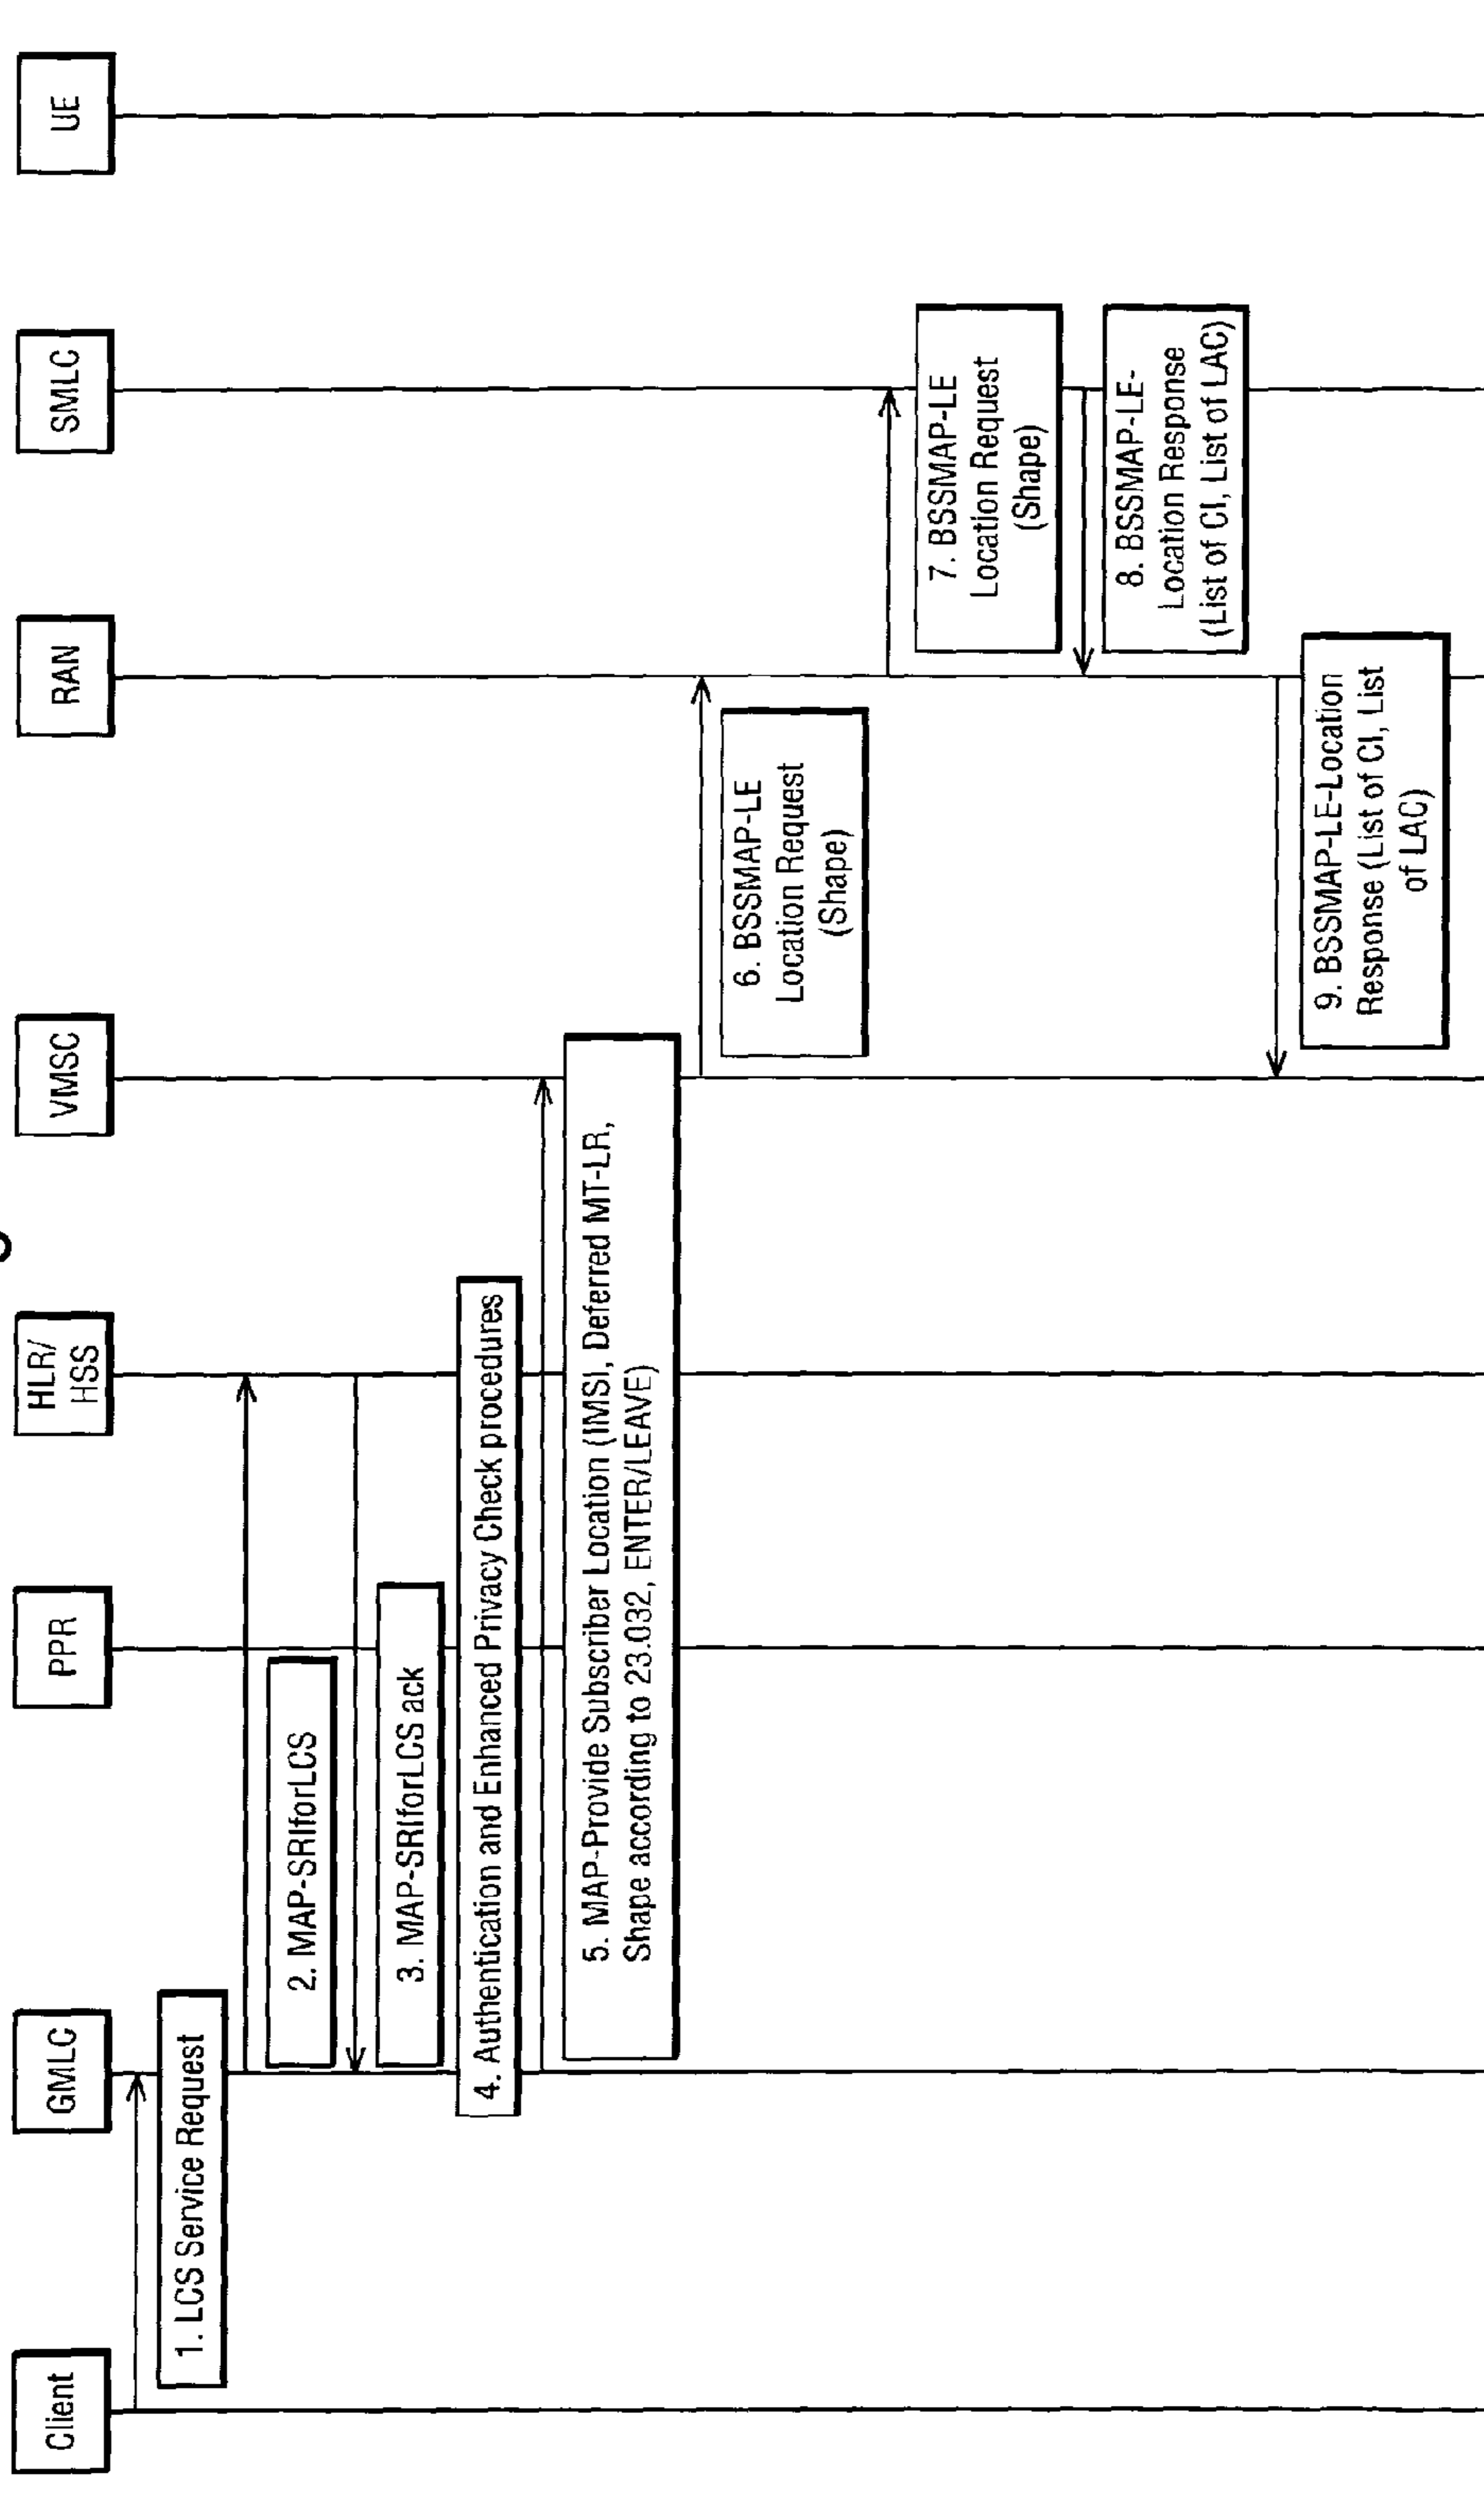 Client
GMLC
PPR
HLR/
HSS
VMSC
RAN
SMLC
UE
1. LCS Service Request
2. MAP-SRIforLCS
3. MAP-SRIforLCS ack
4. Authentication and Enhanced Privacy Check procedures
5. MAP-Provide Subscriber Location (IMSI, Deferred MT-LR,
Shape according to 23.032, ENTER/LEAVE)
6. BSSMAP-LE
Location Request
(Shape)
7. BSSMAP-LE
Location Request
(Shape)
8. BSSMAP-LE-
Location Response
(List of CI, List of LAC)
9. BSSMAP-LE-Location
Response (List of CI, List
of LAC)